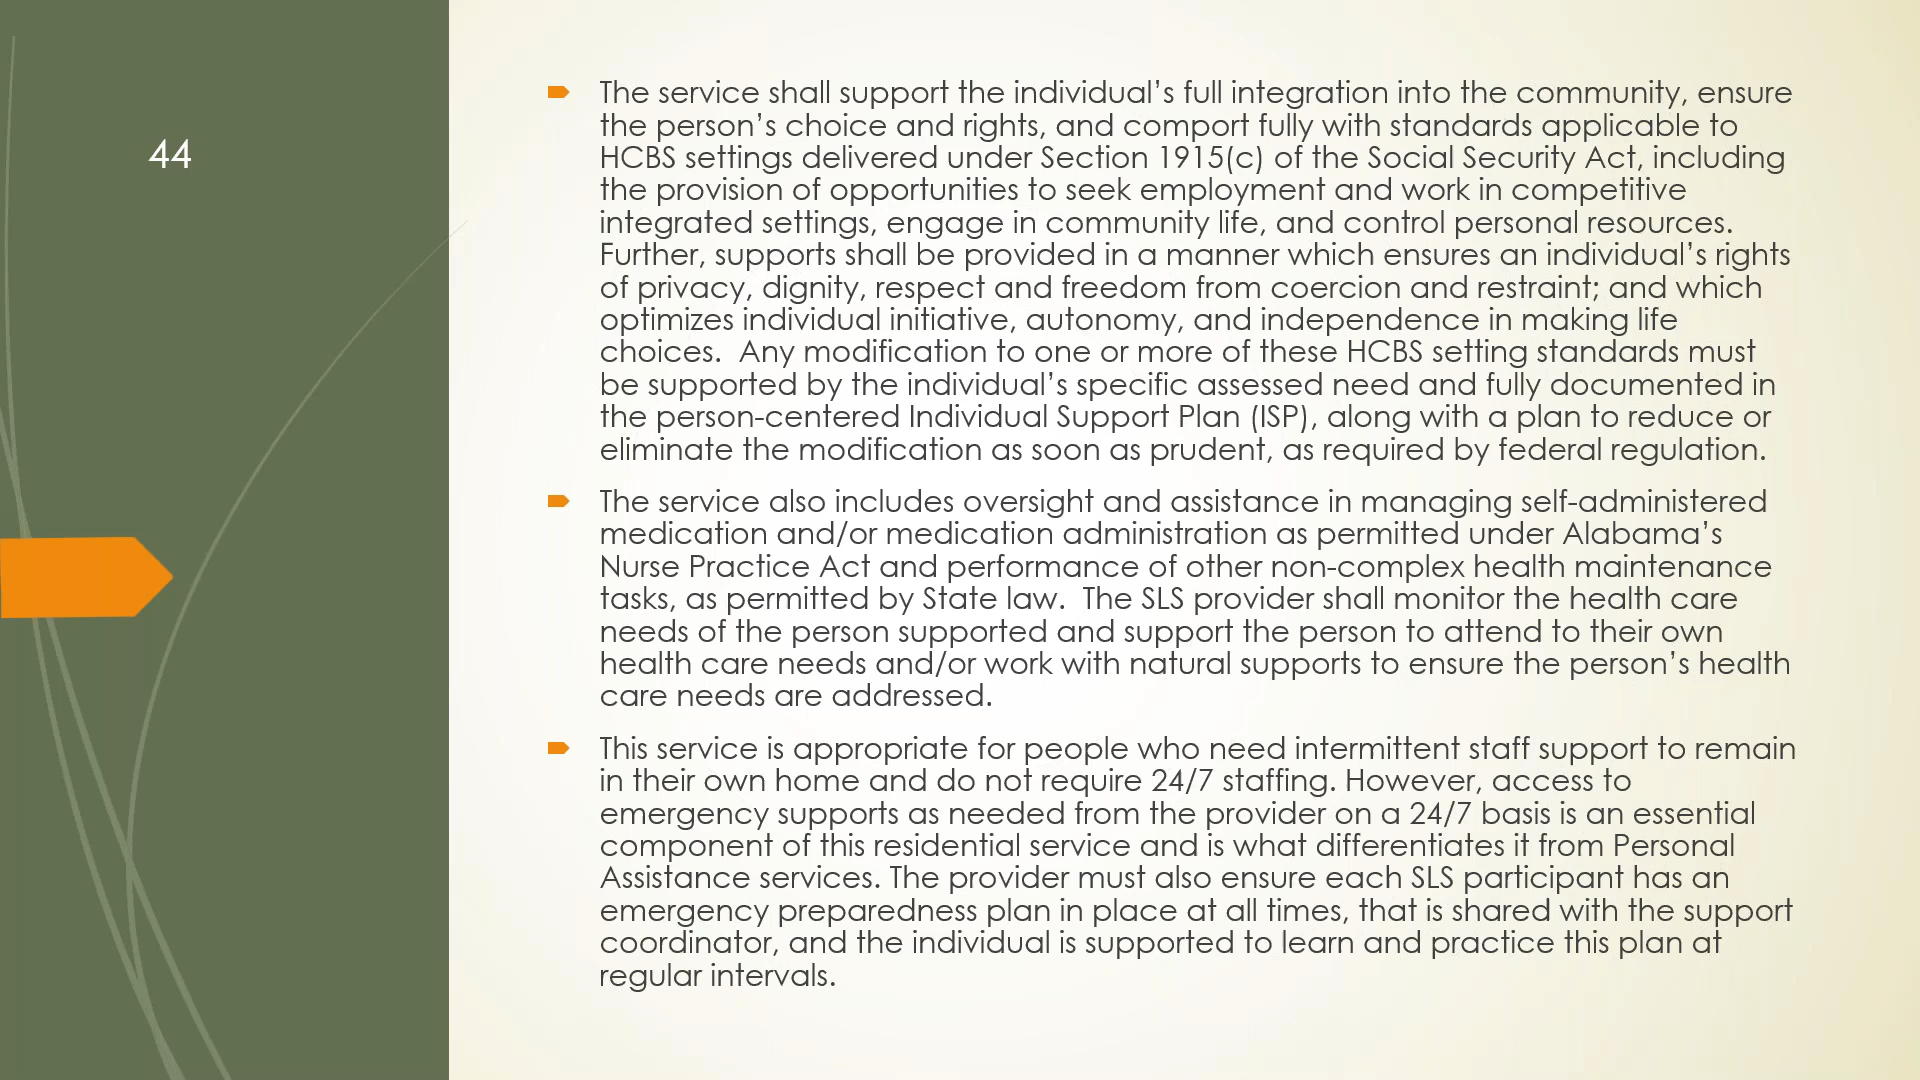 44
The service shall support the individual’s full integration into the community, ensure
the person’s choice and rights, and comport fully with standards applicable to
HCBS settings delivered under Section 1915(c) of the Social Security Act, including
the provision of opportunities to seek employment and work in competitive
integrated settings, engage in community life, and control personal resources.
Further, supports shall be provided in a manner which ensures an individual’s rights
of privacy, dignity, respect and freedom from coercion and restraint; and which
optimizes individual initiative, autonomy, and independence in making life
choices.  Any modification to one or more of these HCBS setting standards must
be supported by the individual’s specific assessed need and fully documented in
the person-centered Individual Support Plan (ISP), along with a plan to reduce or
eliminate the modification as soon as prudent, as required by federal regulation.
The service also includes oversight and assistance in managing self-administered
medication and/or medication administration as permitted under Alabama’s
Nurse Practice Act and performance of other non-complex health maintenance
tasks, as permitted by State law.  The SLS provider shall monitor the health care
needs of the person supported and support the person to attend to their own
health care needs and/or work with natural supports to ensure the person’s health
care needs are addressed.
This service is appropriate for people who need intermittent staff support to remain
in their own home and do not require 24/7 staffing. However, access to
emergency supports as needed from the provider on a 24/7 basis is an essential
component of this residential service and is what differentiates it from Personal
Assistance services. The provider must also ensure each SLS participant has an
emergency preparedness plan in place at all times, that is shared with the support
coordinator, and the individual is supported to learn and practice this plan at
regular intervals.